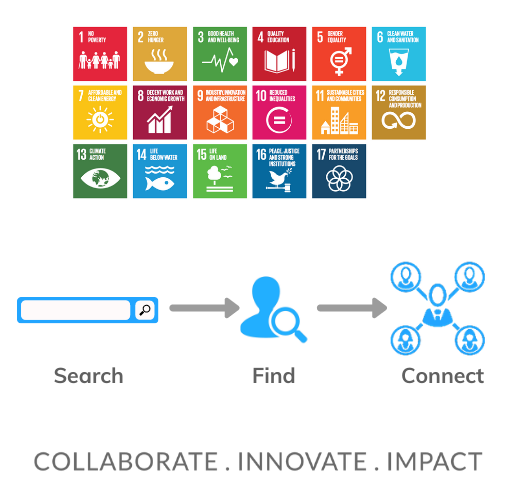 1 NO
POVERTY
2 ZERO
HUNGER
3 GOOD HEALTH
AND WELL-BEING
4 QUALITY
EDUCATION
5 GENDER
EQUALITY
6 CLEAN WATER
AND SANITATION
7 AFFORDABLE AND
CLEAN ENERGY
8 DECENT WORK AND
ECONOMIC GROWTH
9 INDUSTRY, INNOVATION
AND INFRASTRUCTURE
10 REDUCED
INEQUALITIES
11 SUSTAINABLE CITIES
AND COMMUNITIES
12 RESPONSIBLE
CONSUMPTION
AND PRODUCTION
13 CLIMATE
ACTION
14 LIFE
BELOW WATER
15 LIFE
ON LAND
16 PEACE, JUSTICE
AND STRONG
INSTITUTIONS
17 PARTNERSHIPS
FOR THE GOALS
Search
Find
Connect
COLLABORATE . INNOVATE . IMPACT